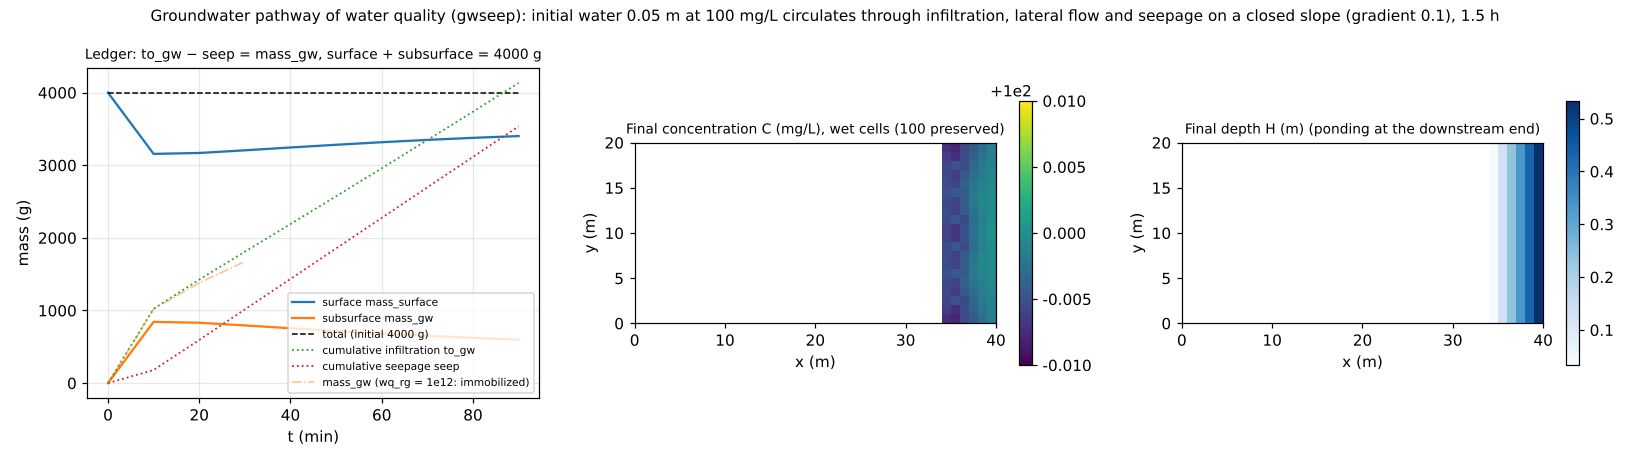 Groundwater pathway of water quality (gwseep): initial water 0.05 m at 100 mg/L circulates through infiltration, lateral flow and seepage on a closed slope (gradient 0.1), 1.5 h
Ledger: to_gw − seep = mass_gw, surface + subsurface = 4000 g
mass (g)
4000
3000
2000
1000
0
0
20
40
60
80
t (min)
surface mass_surface
subsurface mass_gw
total (initial 4000 g)
cumulative infiltration to_gw
cumulative seepage seep
mass_gw (wq_rg = 1e12: immobilized)
Final concentration C (mg/L), wet cells (100 preserved)
y (m)
20
15
10
5
0
0
10
20
30
40
x (m)
+1e2
0.010
0.005
0.000
-0.005
-0.010
Final depth H (m) (ponding at the downstream end)
y (m)
20
15
10
5
0
0
10
20
30
40
x (m)
0.5
0.4
0.3
0.2
0.1